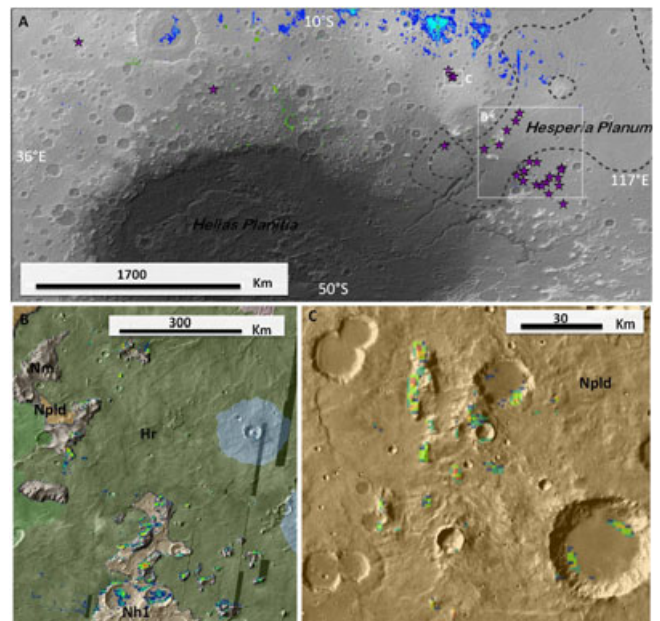 A
10°S
C
B
Hesperia Planum
36°E
117°E
Hellas Planitia
1700
Km
50°S
B
300
Km
Nm
Npld
Hr
Nh1
C
30
Km
Npld